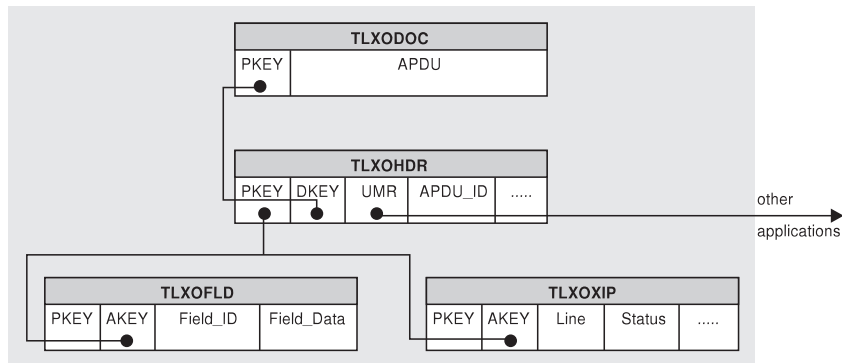 TLXODOC
PKEY APDU
TLXOHDR
PKEY DKEY UMR APDU_ID .....
other
applications
TLXOFLD
PKEY AKEY Field_ID Field_Data
TLXOXIP
PKEY AKEY Line Status .....